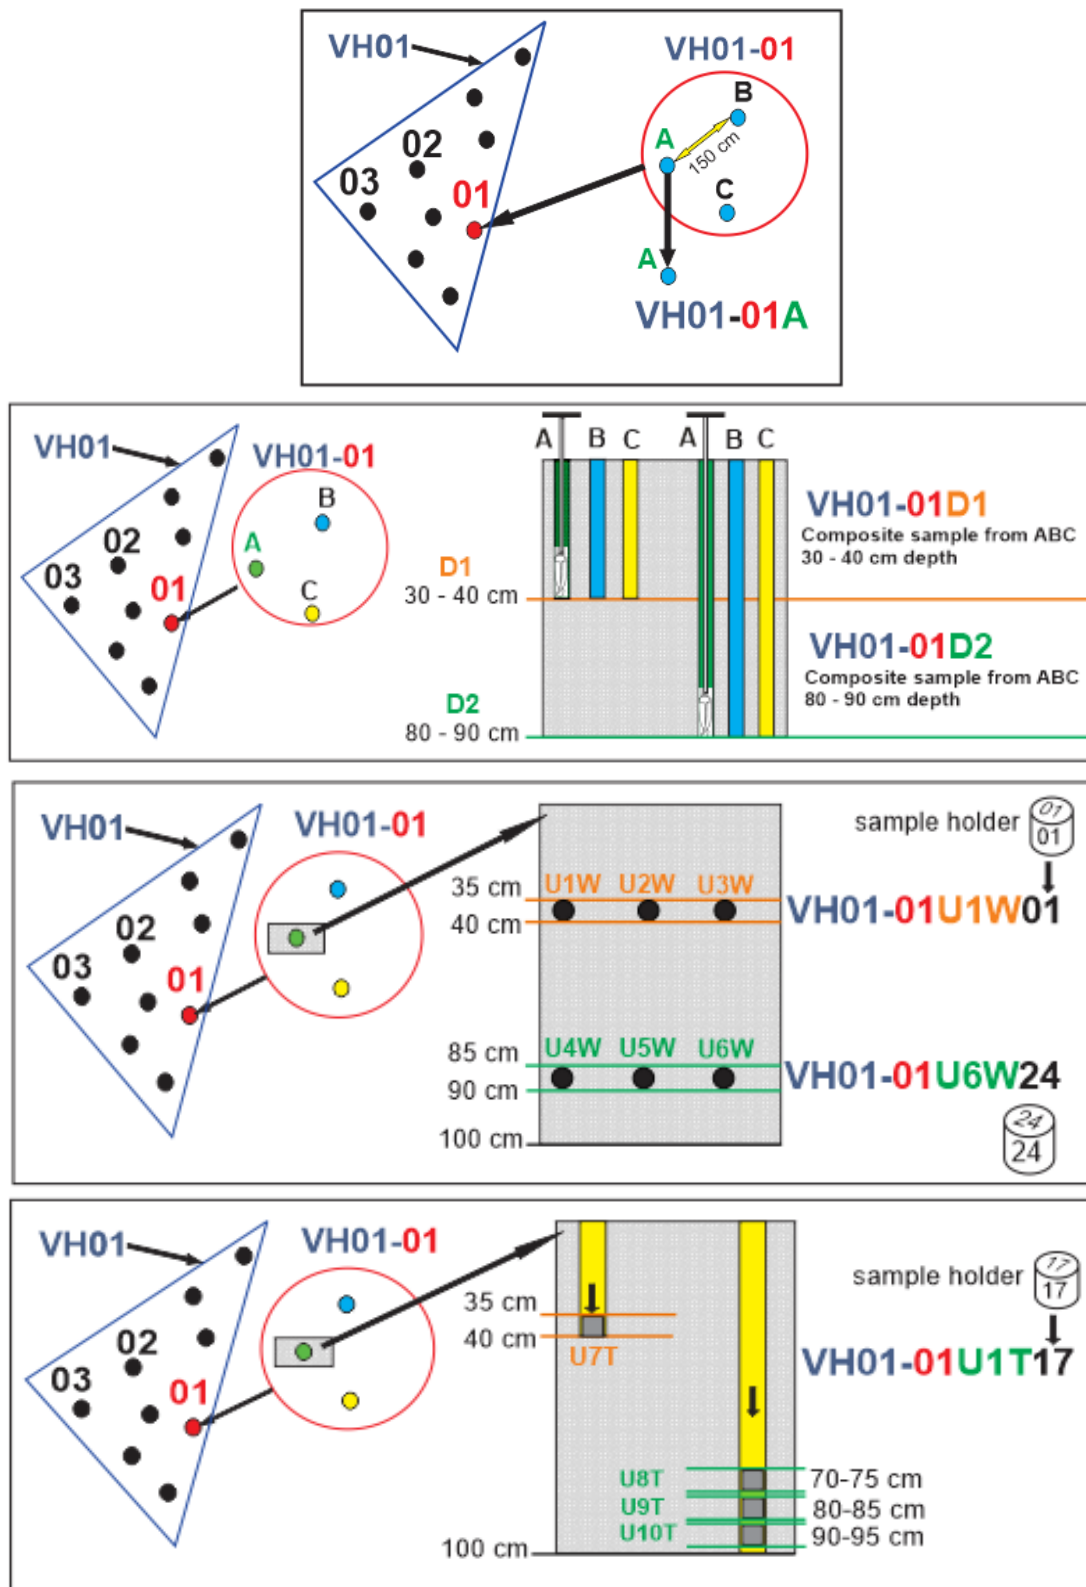 VH01
VH01-01
B
A
150 cm
C
02
03
01
A
VH01-01A
VH01
VH01-01
B
A
C
02
03
01
A B C A B C
D1
30 - 40 cm
D2
80 - 90 cm
VH01-01D1
Composite sample from ABC
30 - 40 cm depth
VH01-01D2
Composite sample from ABC
80 - 90 cm depth
VH01
VH01-01
02
03
01
35 cm
40 cm
U1W U2W U3W
85 cm
90 cm
U4W U5W U6W
100 cm
sample holder
01
01
VH01-01U1W01
VH01-01U6W24
24
24
VH01
VH01-01
02
03
01
35 cm
40 cm
U7T
U8T 70-75 cm
U9T 80-85 cm
U10T 90-95 cm
100 cm
sample holder
17
17
VH01-01U1T17